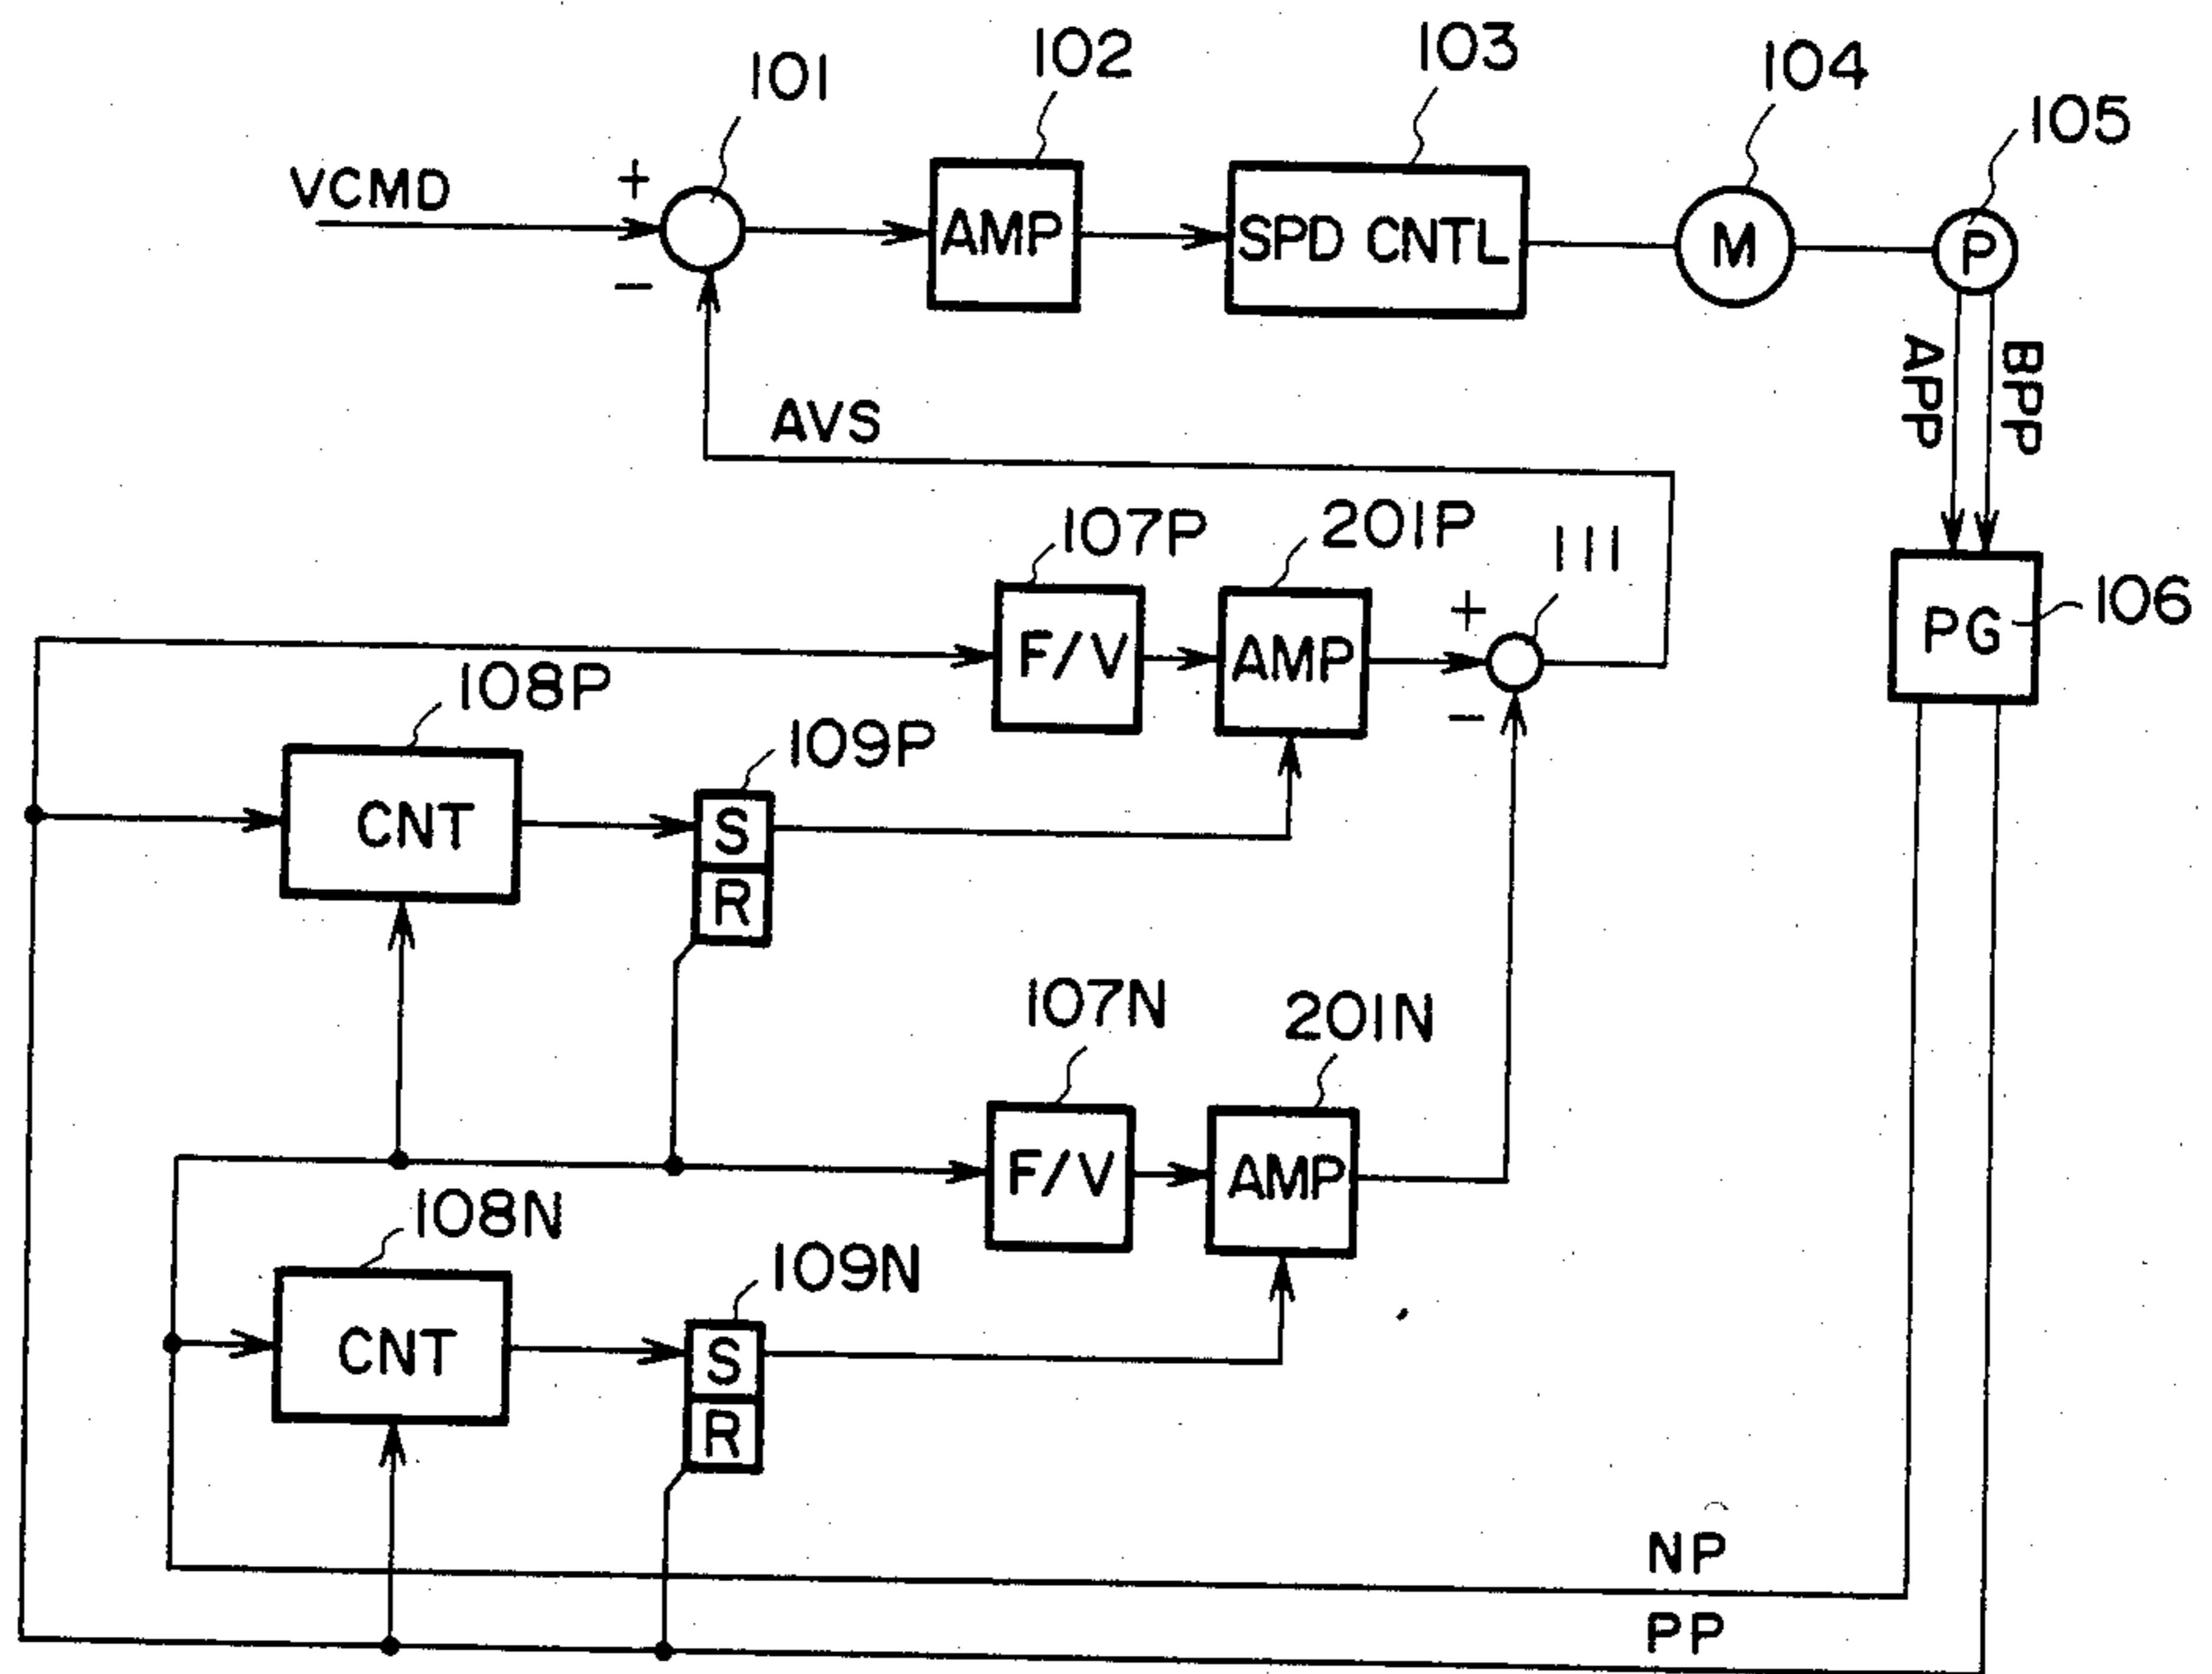 101
102
103
104
105
VCMD
+
−
AMP
SPD CNTL
M
P
APP
BPP
AVS
107P
201P
111
106
F/V
AMP
+
−
PG
108P
109P
CNT
S
R
107N
201N
F/V
AMP
108N
109N
CNT
S
R
NP
PP